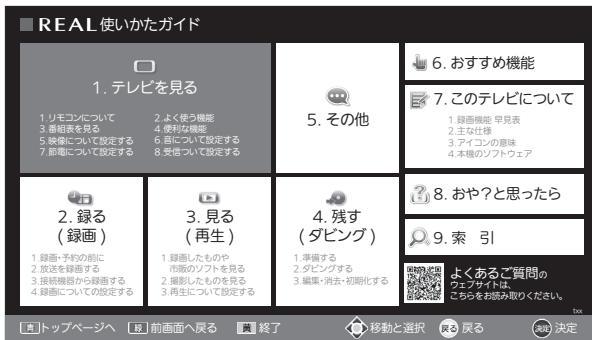 REAL使いかたガイド
1. テレビを見る
1.リモコンについて
2.よく使う機能
3.番組表を見る
4.便利な機能
5.映像について設定する
6.音について設定する
7.節電について設定する
8.受信ついて設定する
5. その他
6. おすすめ機能
7. このテレビについて
1.録画機能 早見表
2.主な仕様
3.アイコンの意味
4.本機のソフトウェア
2. 録る
(録画)
1.録画・予約の前に
2.放送を録画する
3.接続機器から録画する
4.録画についての設定する
3. 見る
(再生)
1.録画したものや
市販のソフトを見る
2.撮影したものを見る
3.再生について設定する
4. 残す
(ダビング)
1.準備する
2.ダビングする
3.編集・消去・初期化する
8. おや?と思ったら
9. 索 引
よくあるご質問の
ウェブサイトは、
こちらをお読み取りください。
txx
青 トップページへ 緑 前画面へ戻る 黄 終了 移動と選択 戻る 戻る 決定 決定